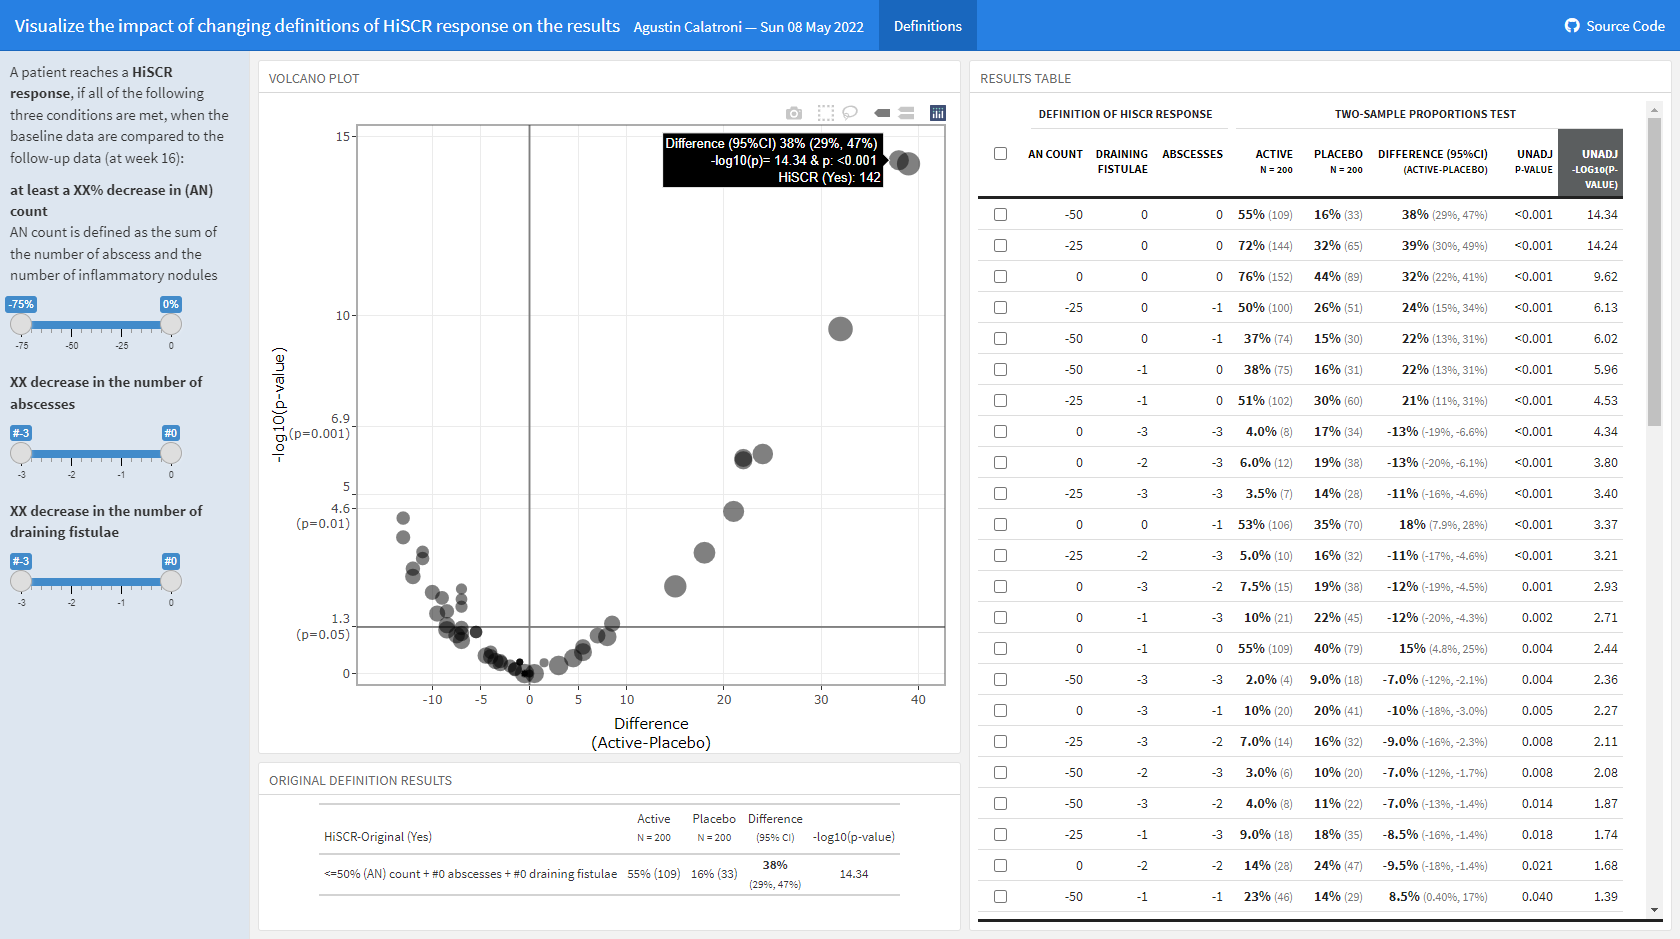 Visualize the impact of changing definitions of HiSCR response on the results Agustin Calatroni — Sun 08 May 2022 Definitions Source Code
A patient reaches a HiSCR
response, if all of the following
three conditions are met, when the
baseline data are compared to the
follow-up data (at week 16):
at least a XX% decrease in (AN)
count
AN count is defined as the sum of
the number of abscess and the
number of inflammatory nodules
-75% 0%
-75 -50 -25 0
XX decrease in the number of
abscesses
#-3 #0
-3 -2 -1 0
XX decrease in the number of
draining fistulae
#-3 #0
-3 -2 -1 0
VOLCANO PLOT
Difference (95%CI) 38% (29%, 47%)
-log10(p)= 14.34 & p: <0.001
HiSCR (Yes): 142
-log10(p-value)
15
10
6.9
(p=0.001)
5
4.6
(p=0.01)
1.3
(p=0.05)
0
-10 -5 0 5 10 20 30 40
Difference
(Active-Placebo)
ORIGINAL DEFINITION RESULTS
Active Placebo Difference
HiSCR-Original (Yes) N = 200 N = 200 (95% CI) -log10(p-value)
<=50% (AN) count + #0 abscesses + #0 draining fistulae 55% (109) 16% (33) 38% (29%, 47%) 14.34
RESULTS TABLE
DEFINITION OF HISCR RESPONSE TWO-SAMPLE PROPORTIONS TEST
AN COUNT DRAINING ABSCESSES ACTIVE PLACEBO DIFFERENCE (95%CI) UNADJ UNADJ
FISTULAE N = 200 N = 200 (ACTIVE-PLACEBO) P-VALUE -LOG10(P-
VALUE)
-50 0 0 55% (109) 16% (33) 38% (29%, 47%) <0.001 14.34
-25 0 0 72% (144) 32% (65) 39% (30%, 49%) <0.001 14.24
0 0 0 76% (152) 44% (89) 32% (22%, 41%) <0.001 9.62
-25 0 -1 50% (100) 26% (51) 24% (15%, 34%) <0.001 6.13
-50 0 -1 37% (74) 15% (30) 22% (13%, 31%) <0.001 6.02
-50 -1 0 38% (75) 16% (31) 22% (13%, 31%) <0.001 5.96
-25 -1 0 51% (102) 30% (60) 21% (11%, 31%) <0.001 4.53
0 -3 -3 4.0% (8) 17% (34) -13% (-19%, -6.6%) <0.001 4.34
0 -2 -3 6.0% (12) 19% (38) -13% (-20%, -6.1%) <0.001 3.80
-25 -3 -3 3.5% (7) 14% (28) -11% (-16%, -4.6%) <0.001 3.40
0 0 -1 53% (106) 35% (70) 18% (7.9%, 28%) <0.001 3.37
-25 -2 -3 5.0% (10) 16% (32) -11% (-17%, -4.6%) <0.001 3.21
0 -3 -2 7.5% (15) 19% (38) -12% (-19%, -4.5%) 0.001 2.93
0 -1 -3 10% (21) 22% (45) -12% (-20%, -4.3%) 0.002 2.71
0 -1 0 55% (109) 40% (79) 15% (4.8%, 25%) 0.004 2.44
-50 -3 -3 2.0% (4) 9.0% (18) -7.0% (-12%, -2.1%) 0.004 2.36
0 -3 -1 10% (20) 20% (41) -10% (-18%, -3.0%) 0.005 2.27
-25 -3 -2 7.0% (14) 16% (32) -9.0% (-16%, -2.3%) 0.008 2.11
-50 -2 -3 3.0% (6) 10% (20) -7.0% (-12%, -1.7%) 0.008 2.08
-50 -3 -2 4.0% (8) 11% (22) -7.0% (-13%, -1.4%) 0.014 1.87
-25 -1 -3 9.0% (18) 18% (35) -8.5% (-16%, -1.4%) 0.018 1.74
0 -2 -2 14% (28) 24% (47) -9.5% (-18%, -1.4%) 0.021 1.68
-50 -1 -1 23% (46) 14% (29) 8.5% (0.40%, 17%) 0.040 1.39